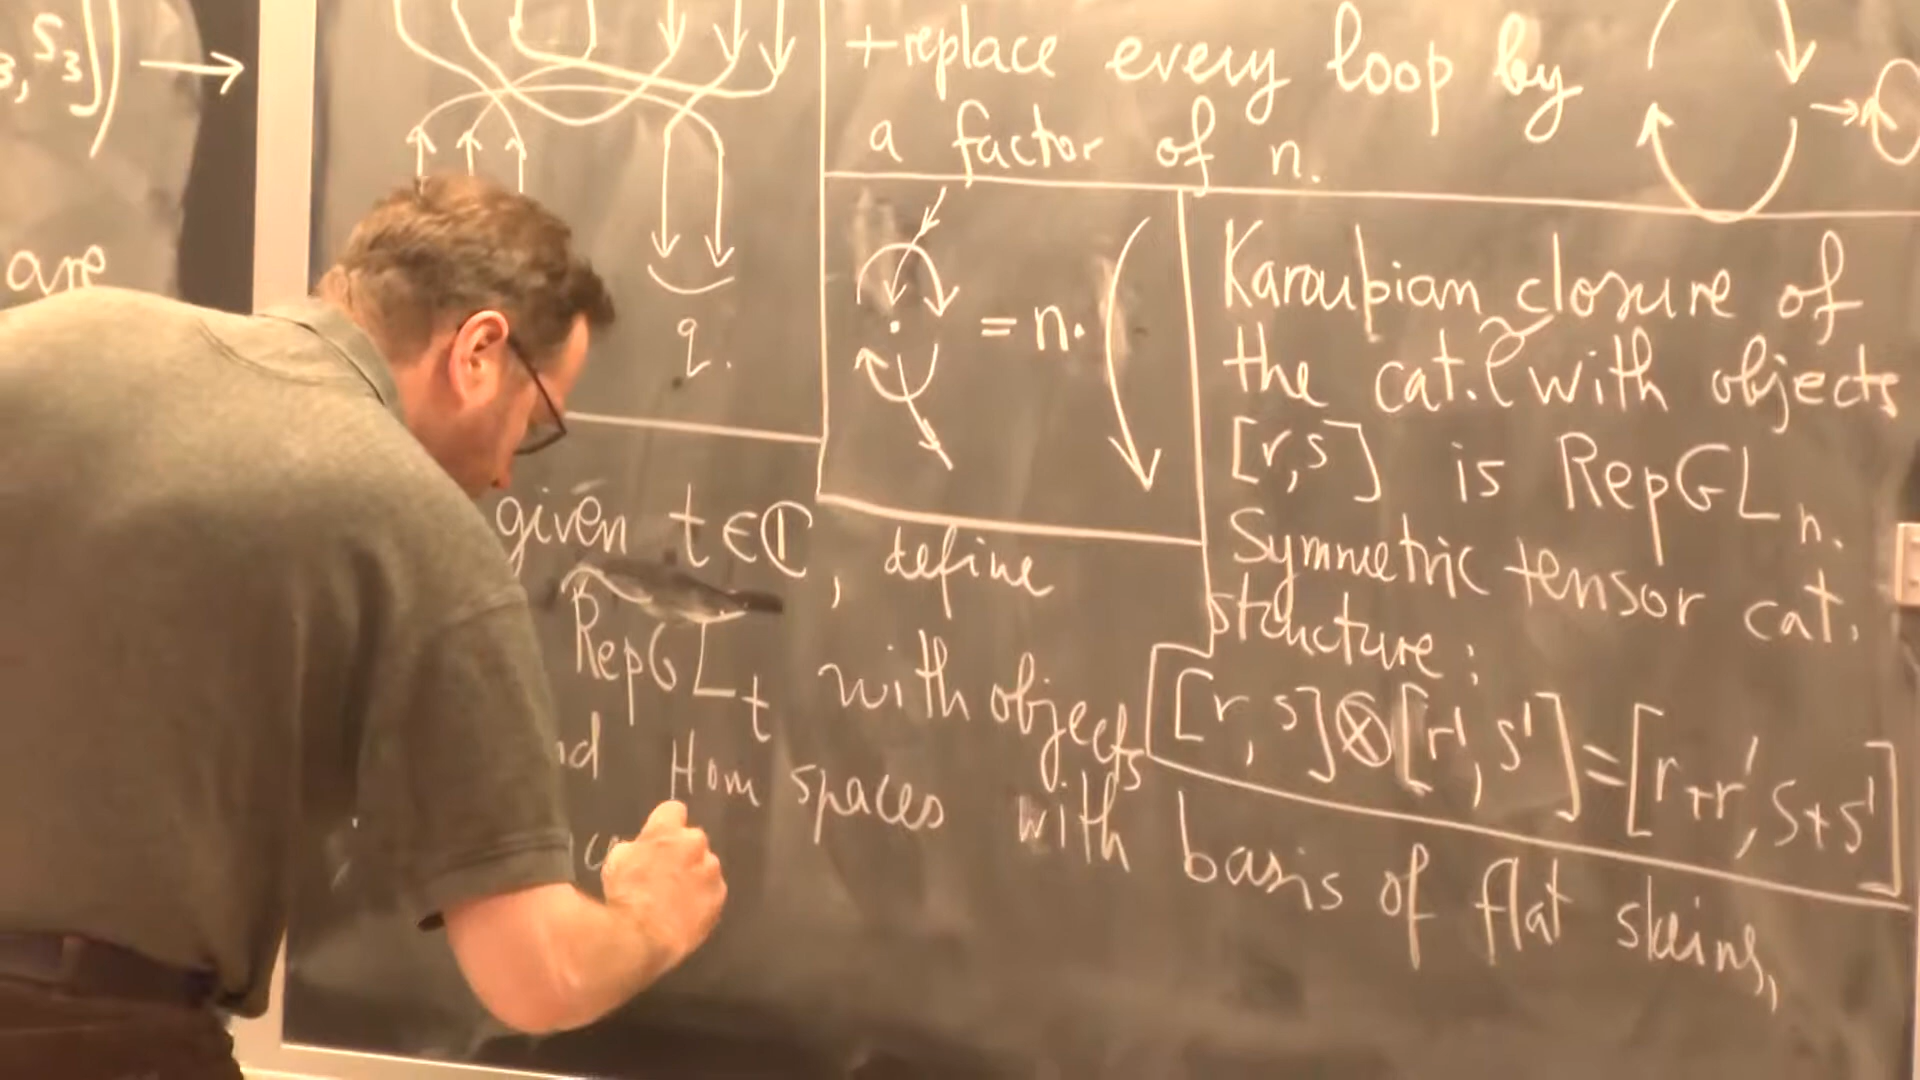 3, S3])
are
q.
+replace every loop by
a factor of n.
= n.
Karoubian closure of
the cat. C̃ with objects
[r,s] is RepGLn.
Symmetric tensor cat.
structure:
[r,s]⊗[r',s']=[r+r',s+s']
given t∈ℂ, define
RepGLt with objects
Hom spaces with basis of flat skeins,